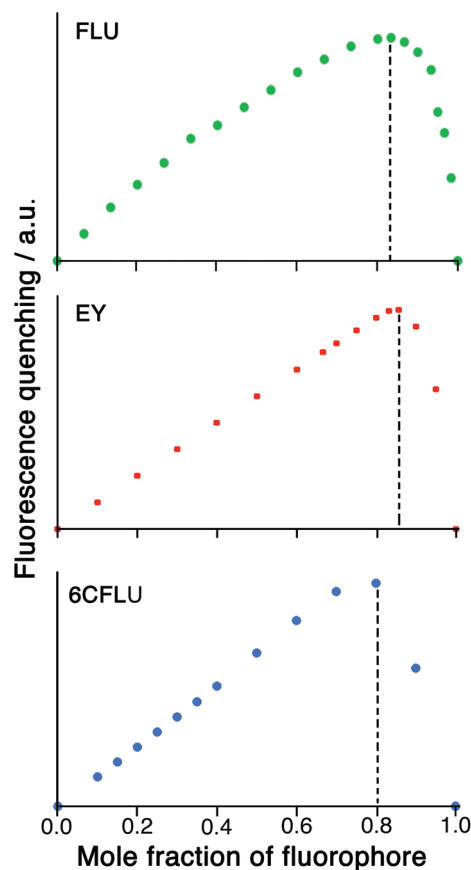 FLU
EY
6CFLU
Fluorescence quenching / a.u.
0.0 0.2 0.4 0.6 0.8 1.0
Mole fraction of fluorophore